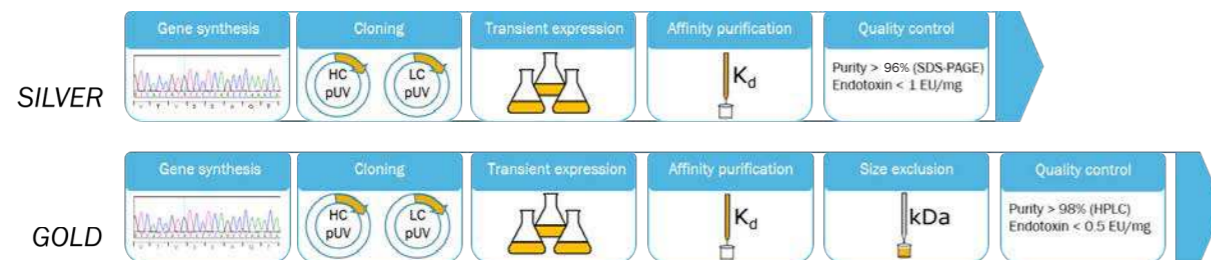 Gene synthesis
Cloning
Transient expression
Affinity purification
Quality control
SILVER
HC
pUV
LC
pUV
Kd
Purity > 96% (SDS-PAGE)
Endotoxin < 1 EU/mg
Gene synthesis
Cloning
Transient expression
Affinity purification
Size exclusion
Quality control
GOLD
HC
pUV
LC
pUV
Kd
kDa
Purity > 98% (HPLC)
Endotoxin < 0.5 EU/mg